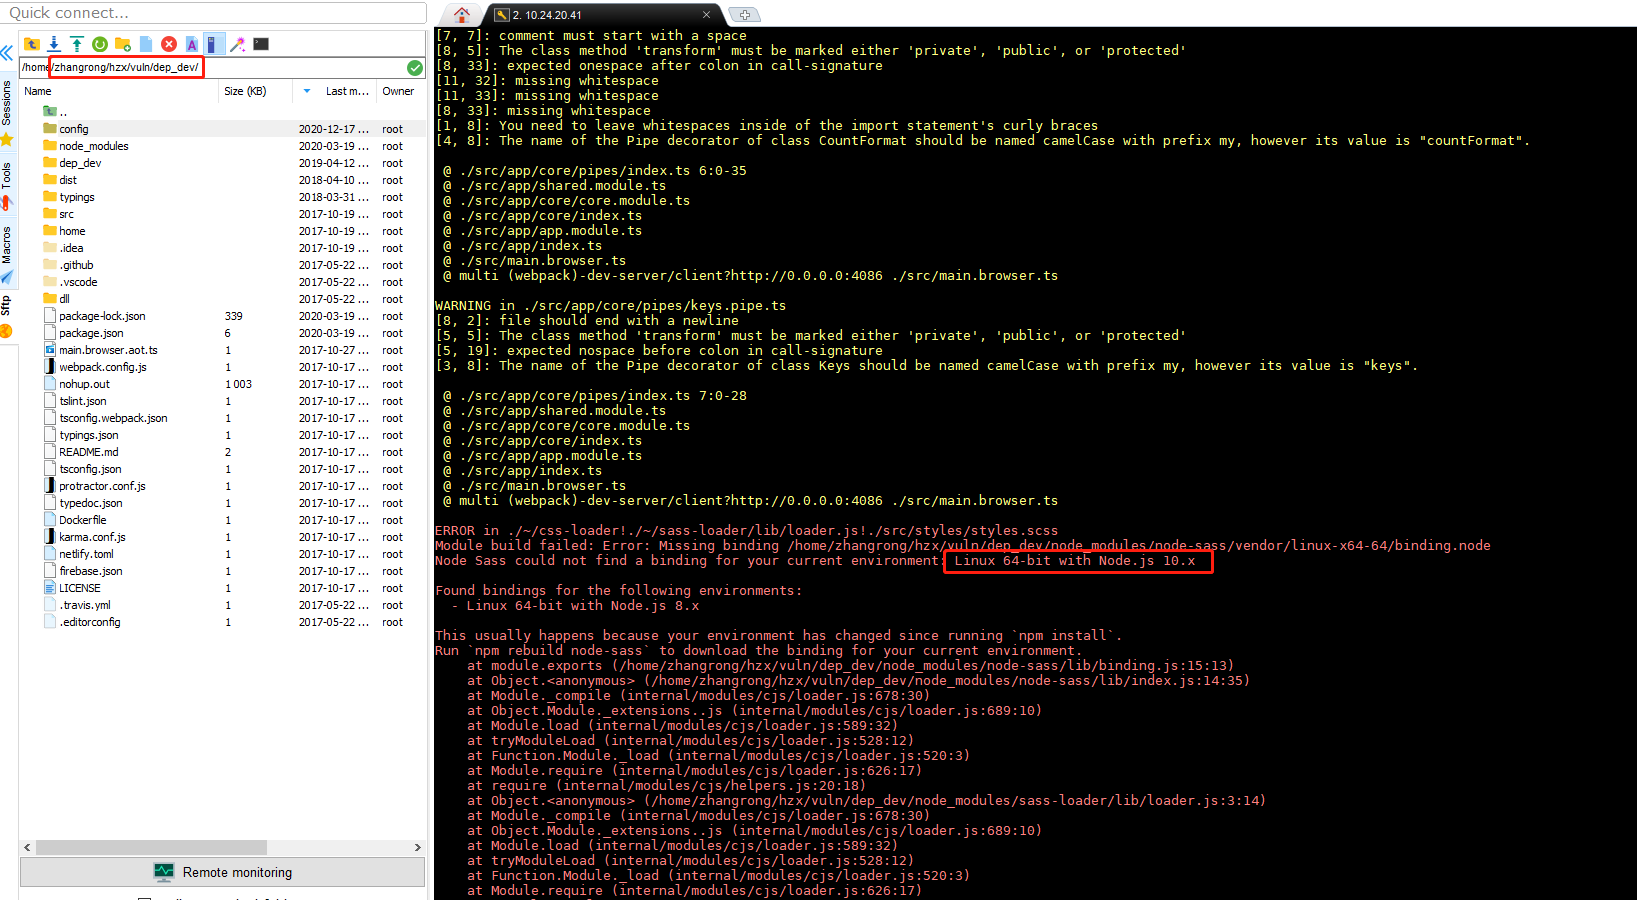 Quick connect...
2. 10.24.20.41
Sessions
Tools
Macros
Sftp
/home/zhangrong/hzx/vuln/dep_dev/
Name Size (KB) Last m... Owner
..
config 2020-12-17 ... root
node_modules 2020-03-19 ... root
dep_dev 2019-04-12 ... root
dist 2018-04-10 ... root
typings 2018-03-31 ... root
src 2017-10-19 ... root
home 2017-10-19 ... root
.idea 2017-10-19 ... root
.github 2017-05-22 ... root
.vscode 2017-05-22 ... root
dll 2017-05-22 ... root
package-lock.json 339 2020-03-19 ... root
package.json 6 2020-03-19 ... root
main.browser.aot.ts 1 2017-10-27 ... root
webpack.config.js 1 2017-10-17 ... root
nohup.out 1 003 2017-10-17 ... root
tslint.json 1 2017-10-17 ... root
tsconfig.webpack.json 1 2017-10-17 ... root
typings.json 1 2017-10-17 ... root
README.md 2 2017-10-17 ... root
tsconfig.json 1 2017-10-17 ... root
protractor.conf.js 1 2017-10-17 ... root
typedoc.json 1 2017-10-17 ... root
Dockerfile 1 2017-10-17 ... root
karma.conf.js 1 2017-10-17 ... root
netlify.toml 1 2017-10-17 ... root
firebase.json 1 2017-10-17 ... root
LICENSE 1 2017-10-17 ... root
.travis.yml 1 2017-05-22 ... root
.editorconfig 1 2017-05-22 ... root
Remote monitoring
[7, 7]: comment must start with a space
[8, 5]: The class method 'transform' must be marked either 'private', 'public', or 'protected'
[8, 33]: expected onespace after colon in call-signature
[11, 32]: missing whitespace
[11, 33]: missing whitespace
[8, 33]: missing whitespace
[1, 8]: You need to leave whitespaces inside of the import statement's curly braces
[4, 8]: The name of the Pipe decorator of class CountFormat should be named camelCase with prefix my, however its value is "countFormat".
@ ./src/app/core/pipes/index.ts 6:0-35
@ ./src/app/shared.module.ts
@ ./src/app/core/core.module.ts
@ ./src/app/core/index.ts
@ ./src/app/app.module.ts
@ ./src/app/index.ts
@ ./src/main.browser.ts
@ multi (webpack)-dev-server/client?http://0.0.0.0:4086 ./src/main.browser.ts
WARNING in ./src/app/core/pipes/keys.pipe.ts
[8, 2]: file should end with a newline
[5, 5]: The class method 'transform' must be marked either 'private', 'public', or 'protected'
[5, 19]: expected nospace before colon in call-signature
[3, 8]: The name of the Pipe decorator of class Keys should be named camelCase with prefix my, however its value is "keys".
@ ./src/app/core/pipes/index.ts 7:0-28
@ ./src/app/shared.module.ts
@ ./src/app/core/core.module.ts
@ ./src/app/core/index.ts
@ ./src/app/app.module.ts
@ ./src/app/index.ts
@ ./src/main.browser.ts
@ multi (webpack)-dev-server/client?http://0.0.0.0:4086 ./src/main.browser.ts
ERROR in ./~/css-loader!./~/sass-loader/lib/loader.js!./src/styles/styles.scss
Module build failed: Error: Missing binding /home/zhangrong/hzx/vuln/dep_dev/node_modules/node-sass/vendor/linux-x64-64/binding.node
Node Sass could not find a binding for your current environment: Linux 64-bit with Node.js 10.x
Found bindings for the following environments:
- Linux 64-bit with Node.js 8.x
This usually happens because your environment has changed since running `npm install`.
Run `npm rebuild node-sass` to download the binding for your current environment.
at module.exports (/home/zhangrong/hzx/vuln/dep_dev/node_modules/node-sass/lib/binding.js:15:13)
at Object.<anonymous> (/home/zhangrong/hzx/vuln/dep_dev/node_modules/node-sass/lib/index.js:14:35)
at Module._compile (internal/modules/cjs/loader.js:678:30)
at Object.Module._extensions..js (internal/modules/cjs/loader.js:689:10)
at Module.load (internal/modules/cjs/loader.js:589:32)
at tryModuleLoad (internal/modules/cjs/loader.js:528:12)
at Function.Module._load (internal/modules/cjs/loader.js:520:3)
at Module.require (internal/modules/cjs/loader.js:626:17)
at require (internal/modules/cjs/helpers.js:20:18)
at Object.<anonymous> (/home/zhangrong/hzx/vuln/dep_dev/node_modules/sass-loader/lib/loader.js:3:14)
at Module._compile (internal/modules/cjs/loader.js:678:30)
at Object.Module._extensions..js (internal/modules/cjs/loader.js:689:10)
at Module.load (internal/modules/cjs/loader.js:589:32)
at tryModuleLoad (internal/modules/cjs/loader.js:528:12)
at Function.Module._load (internal/modules/cjs/loader.js:520:3)
at Module.require (internal/modules/cjs/loader.js:626:17)